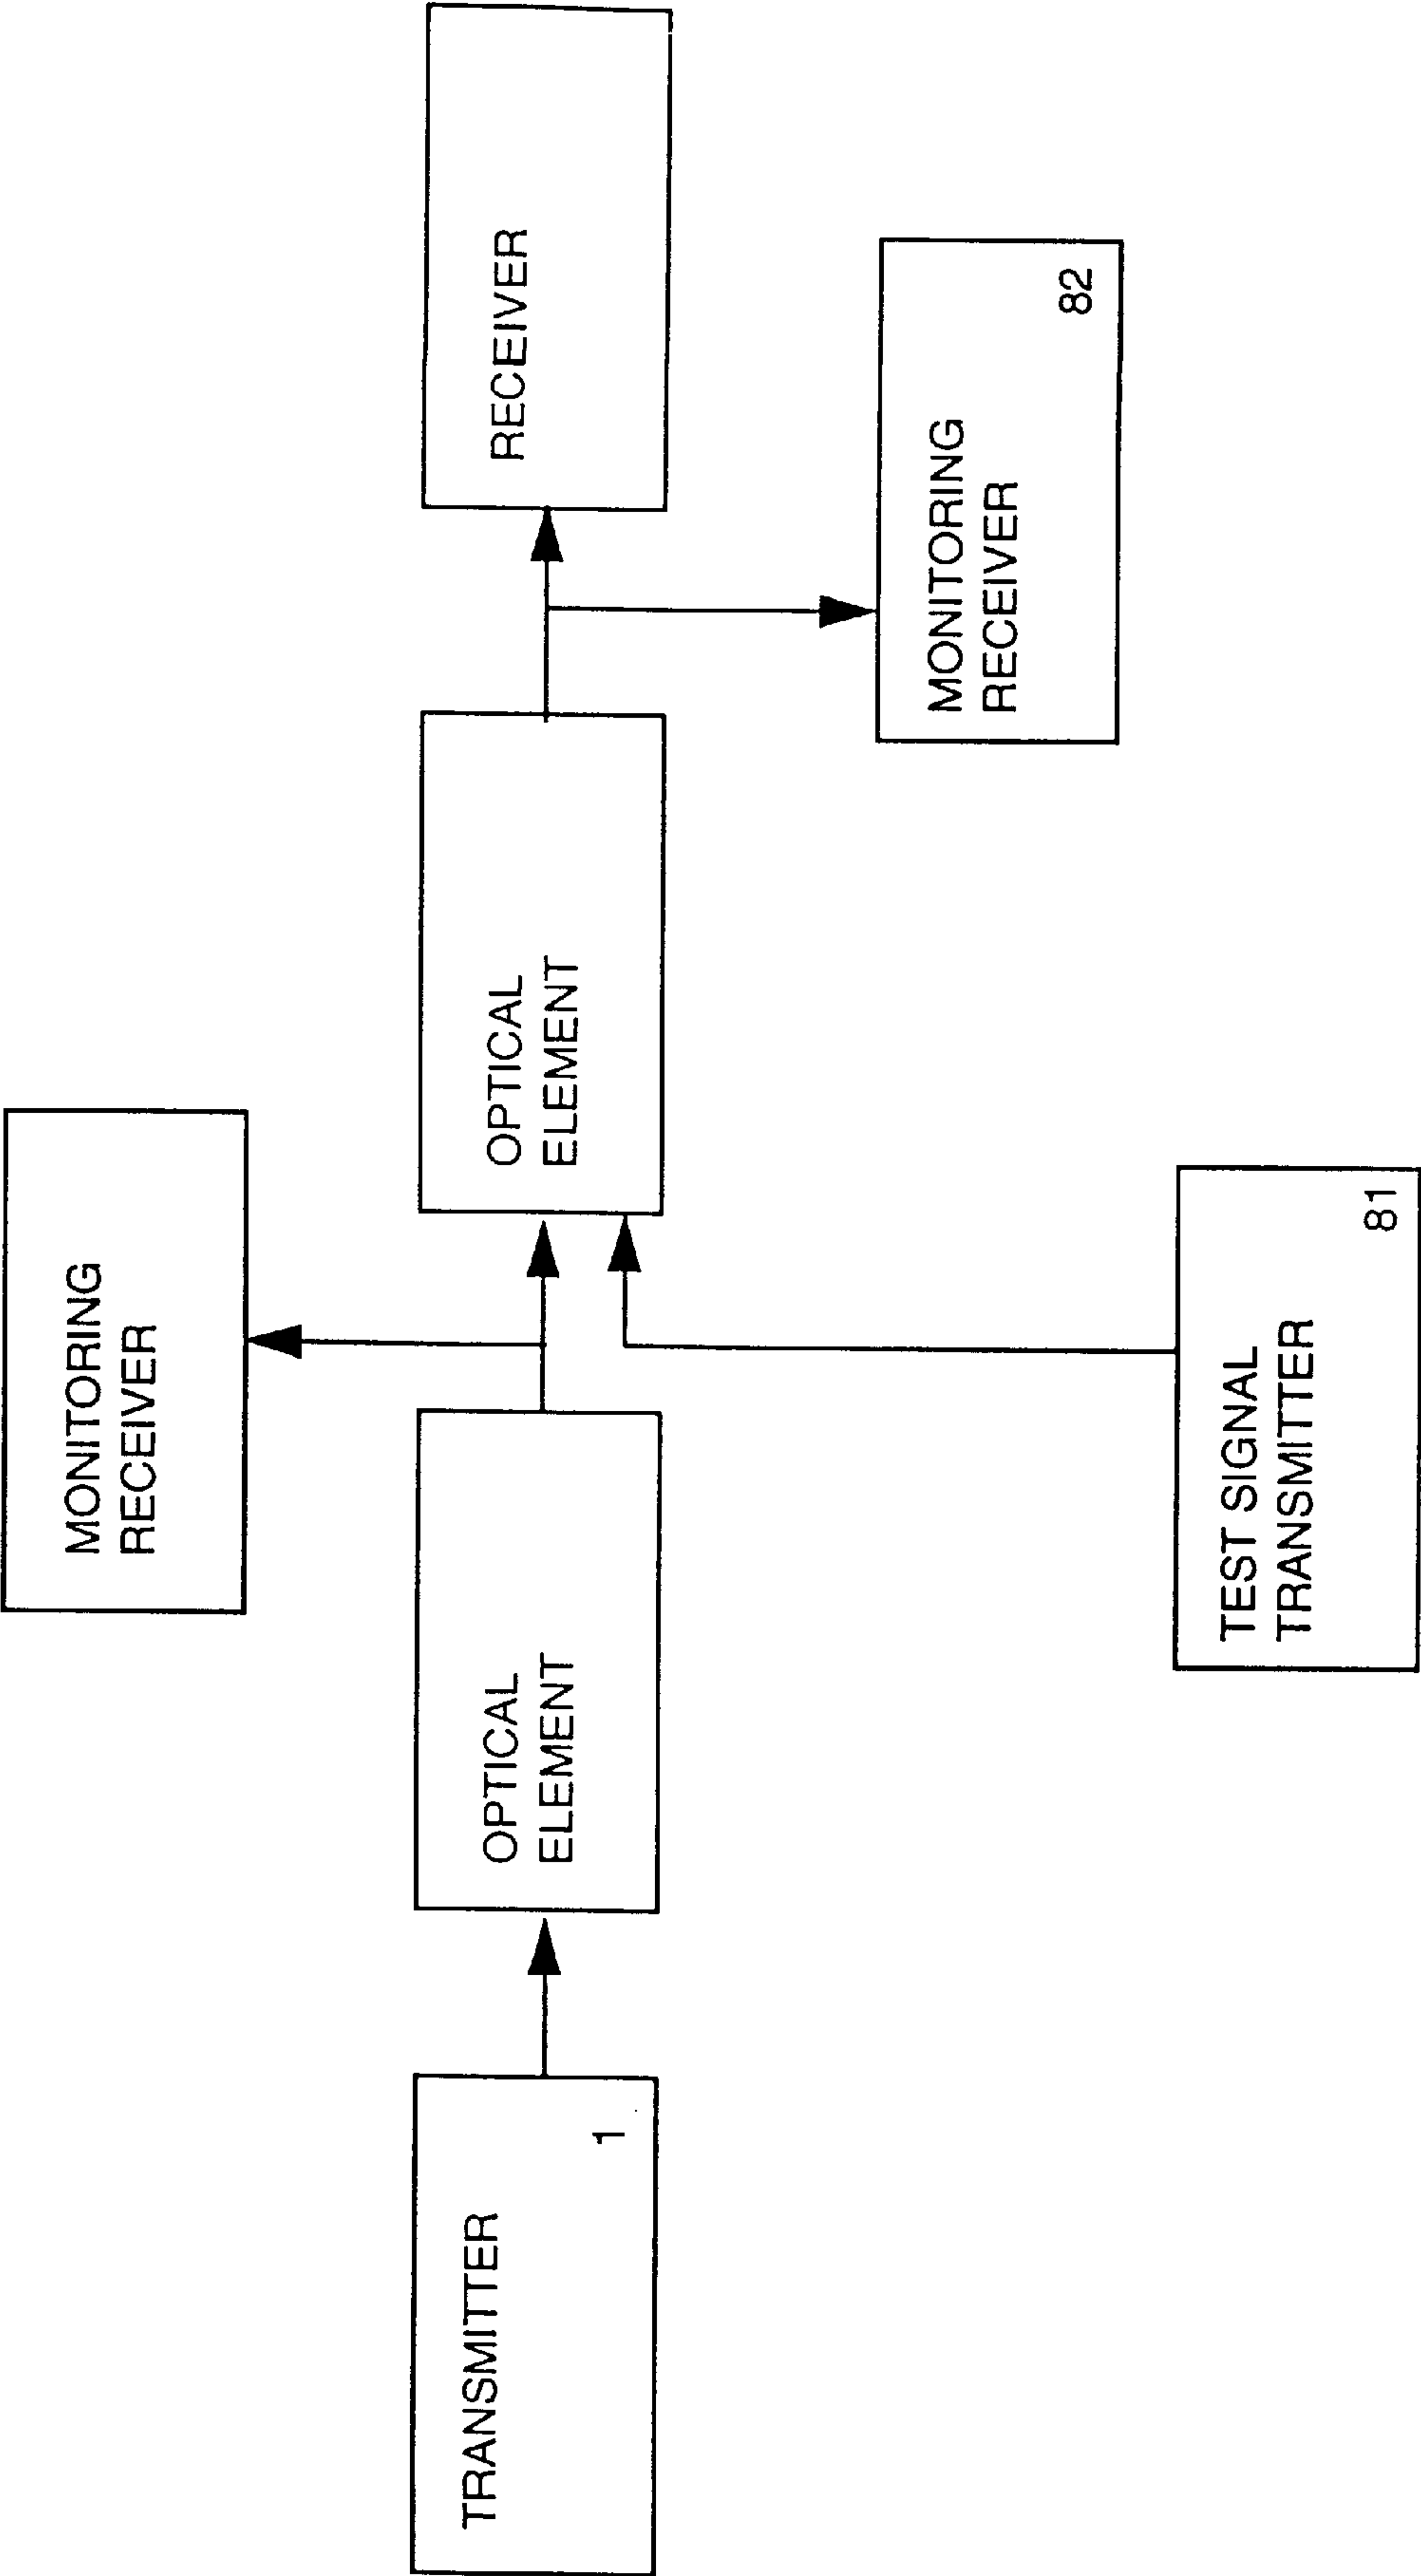 MONITORING
RECEIVER
TRANSMITTER
1
OPTICAL
ELEMENT
OPTICAL
ELEMENT
RECEIVER
MONITORING
RECEIVER
82
TEST SIGNAL
TRANSMITTER
81